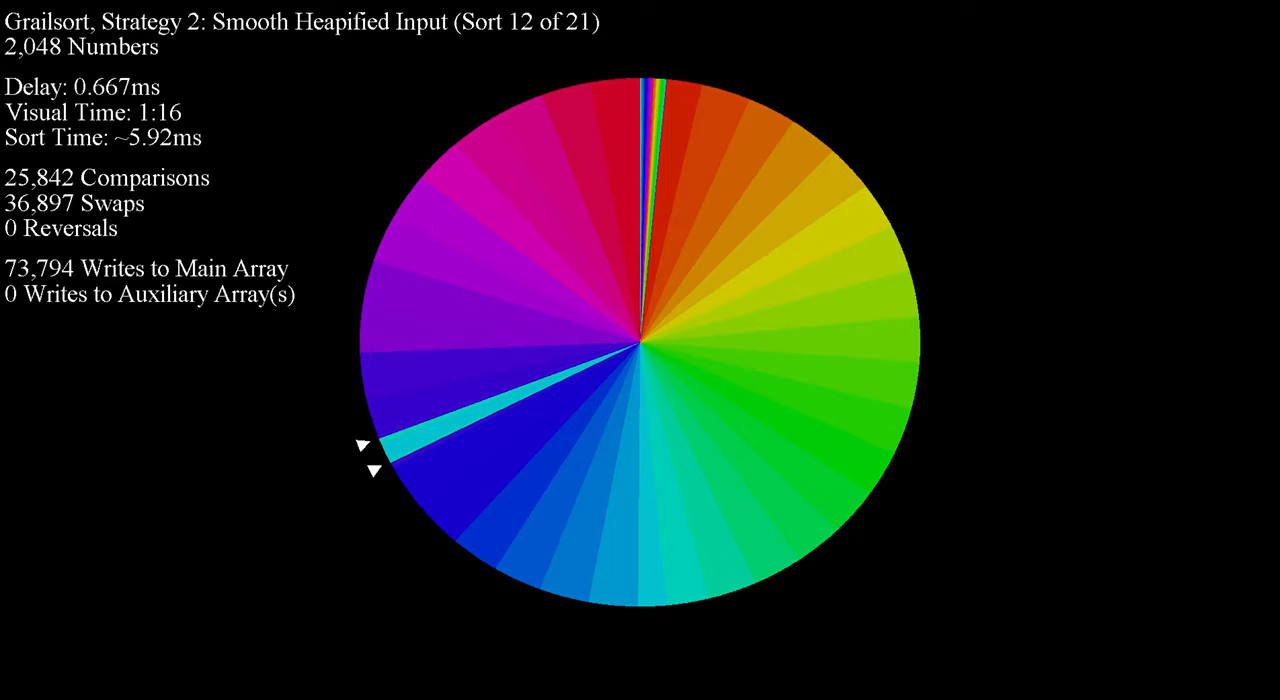 Grailsort, Strategy 2: Smooth Heapified Input (Sort 12 of 21)
2,048 Numbers
Delay: 0.667ms
Visual Time: 1:16
Sort Time: ~5.92ms
25,842 Comparisons
36,897 Swaps
0 Reversals
73,794 Writes to Main Array
0 Writes to Auxiliary Array(s)